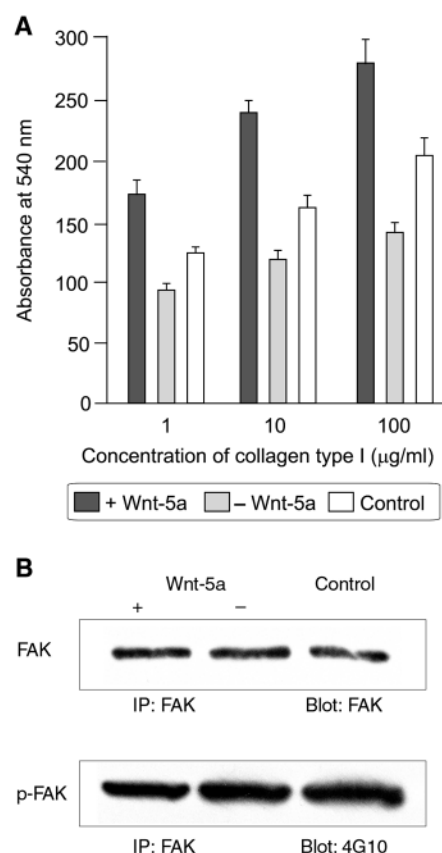 A
300
250
200
150
100
50
0
Absorbance at 540 nm
1 10 100
Concentration of collagen type I (μg/ml)
+ Wnt-5a – Wnt-5a Control
B
Wnt-5a Control
+ –
FAK
IP: FAK Blot: FAK
p-FAK
IP: FAK Blot: 4G10